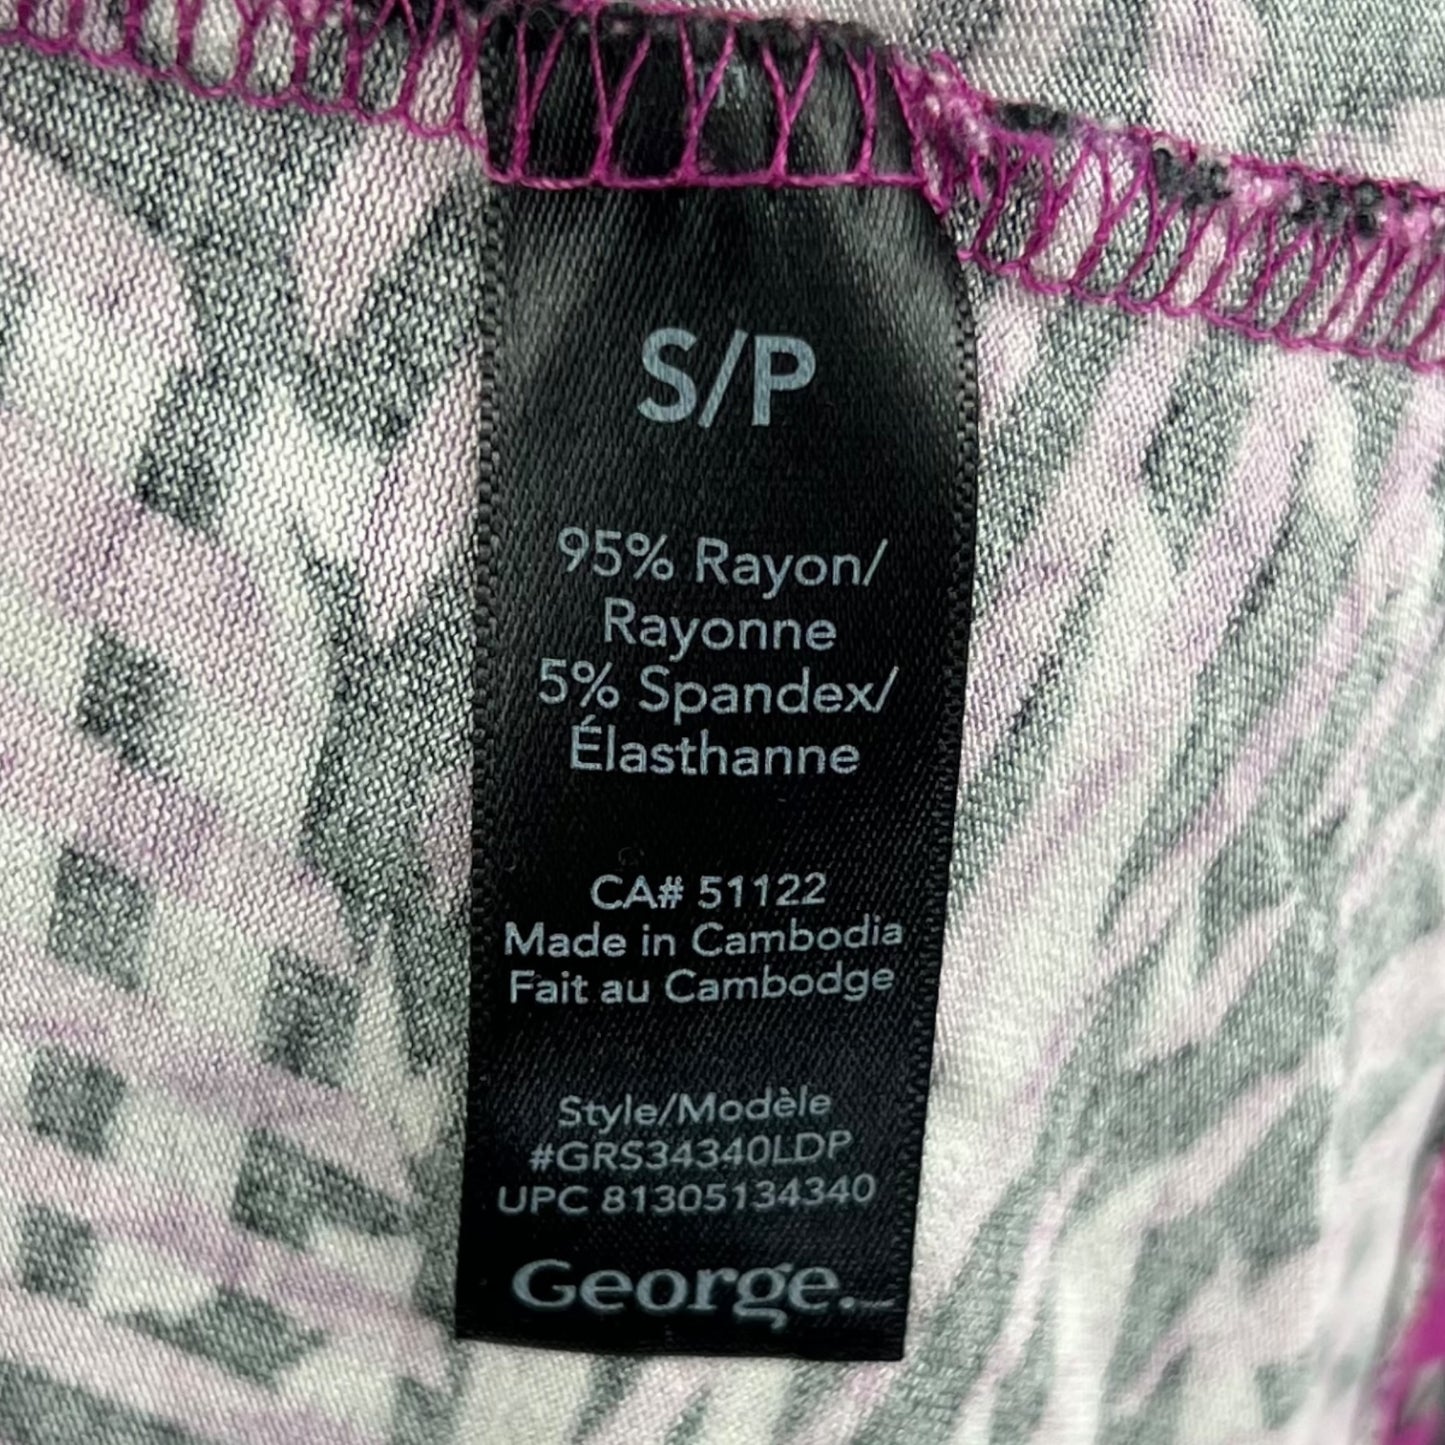 S/P
95% Rayon/
Rayonne
5% Spandex/
Élasthanne
CA# 51122
Made in Cambodia
Fait au Cambodge
Style/Modèle
#GRS34340LDP
UPC 81305134340
George.